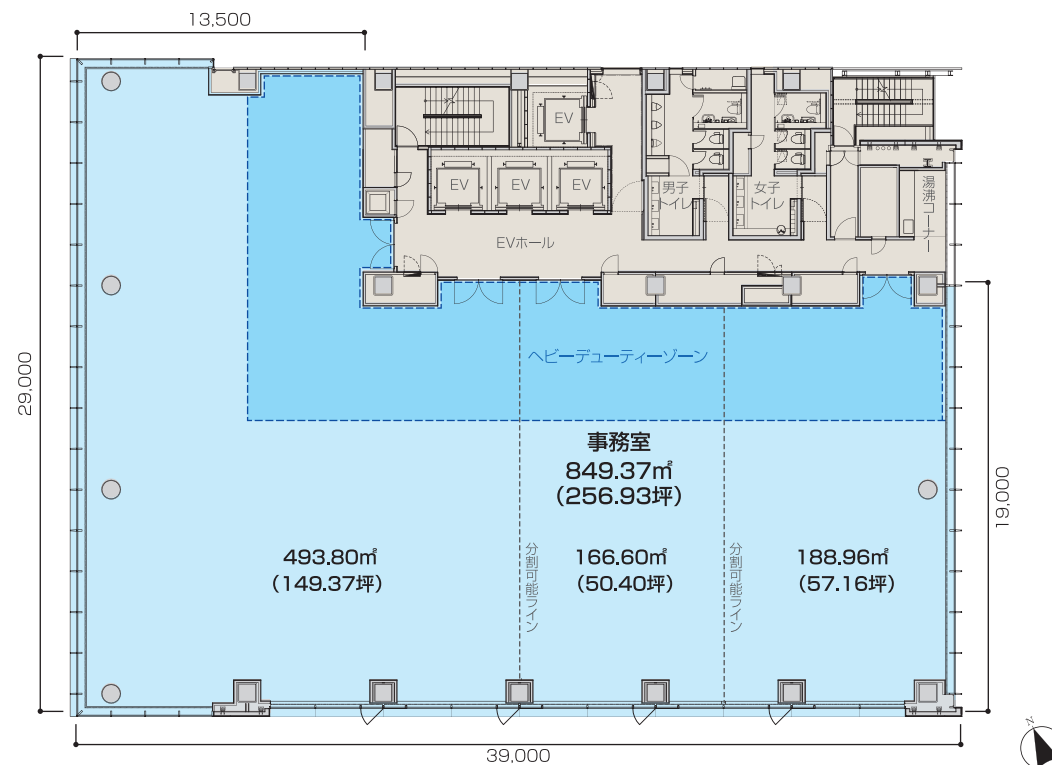 13,500
EV
EV
EV
EV
男子
トイレ
女子
トイレ
湯沸コーナー
EVホール
29,000
ヘビーデューティーゾーン
事務室
849.37㎡
(256.93坪)
19,000
493.80㎡
(149.37坪)
分割可能ライン
166.60㎡
(50.40坪)
分割可能ライン
188.96㎡
(57.16坪)
39,000
N